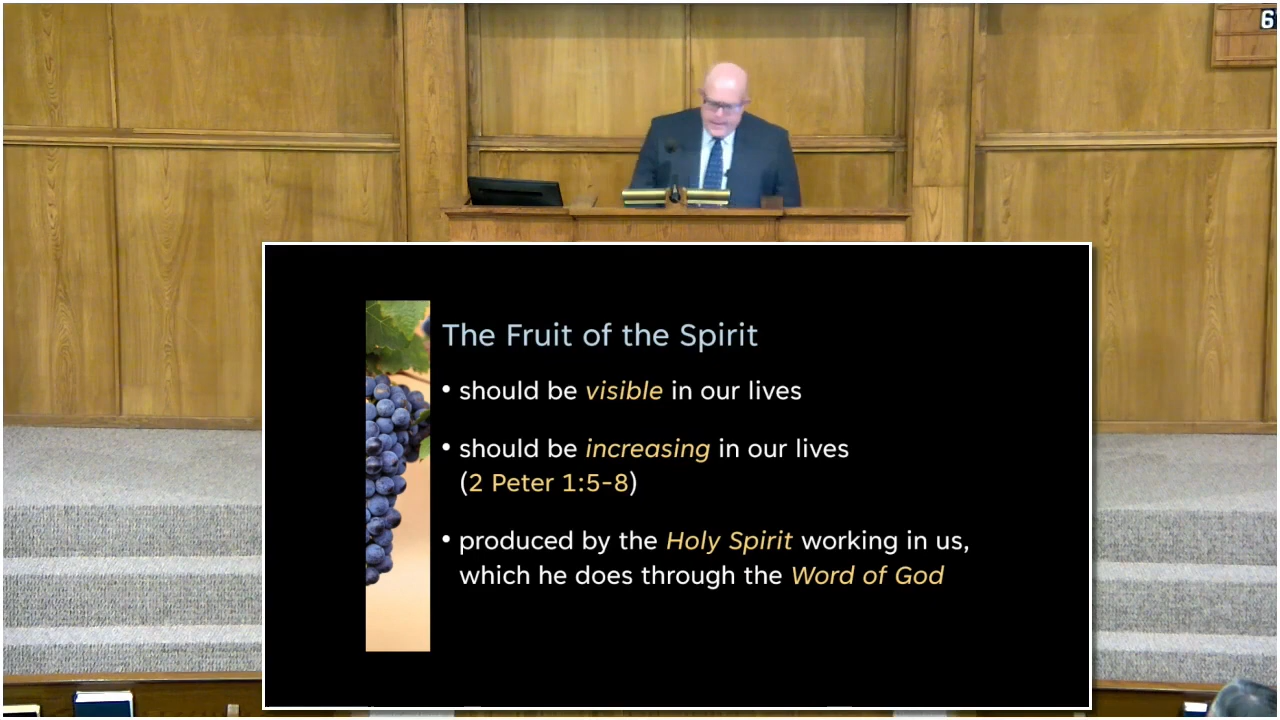 6
The Fruit of the Spirit
• should be visible in our lives
• should be increasing in our lives
(2 Peter 1:5-8)
• produced by the Holy Spirit working in us,
which he does through the Word of God